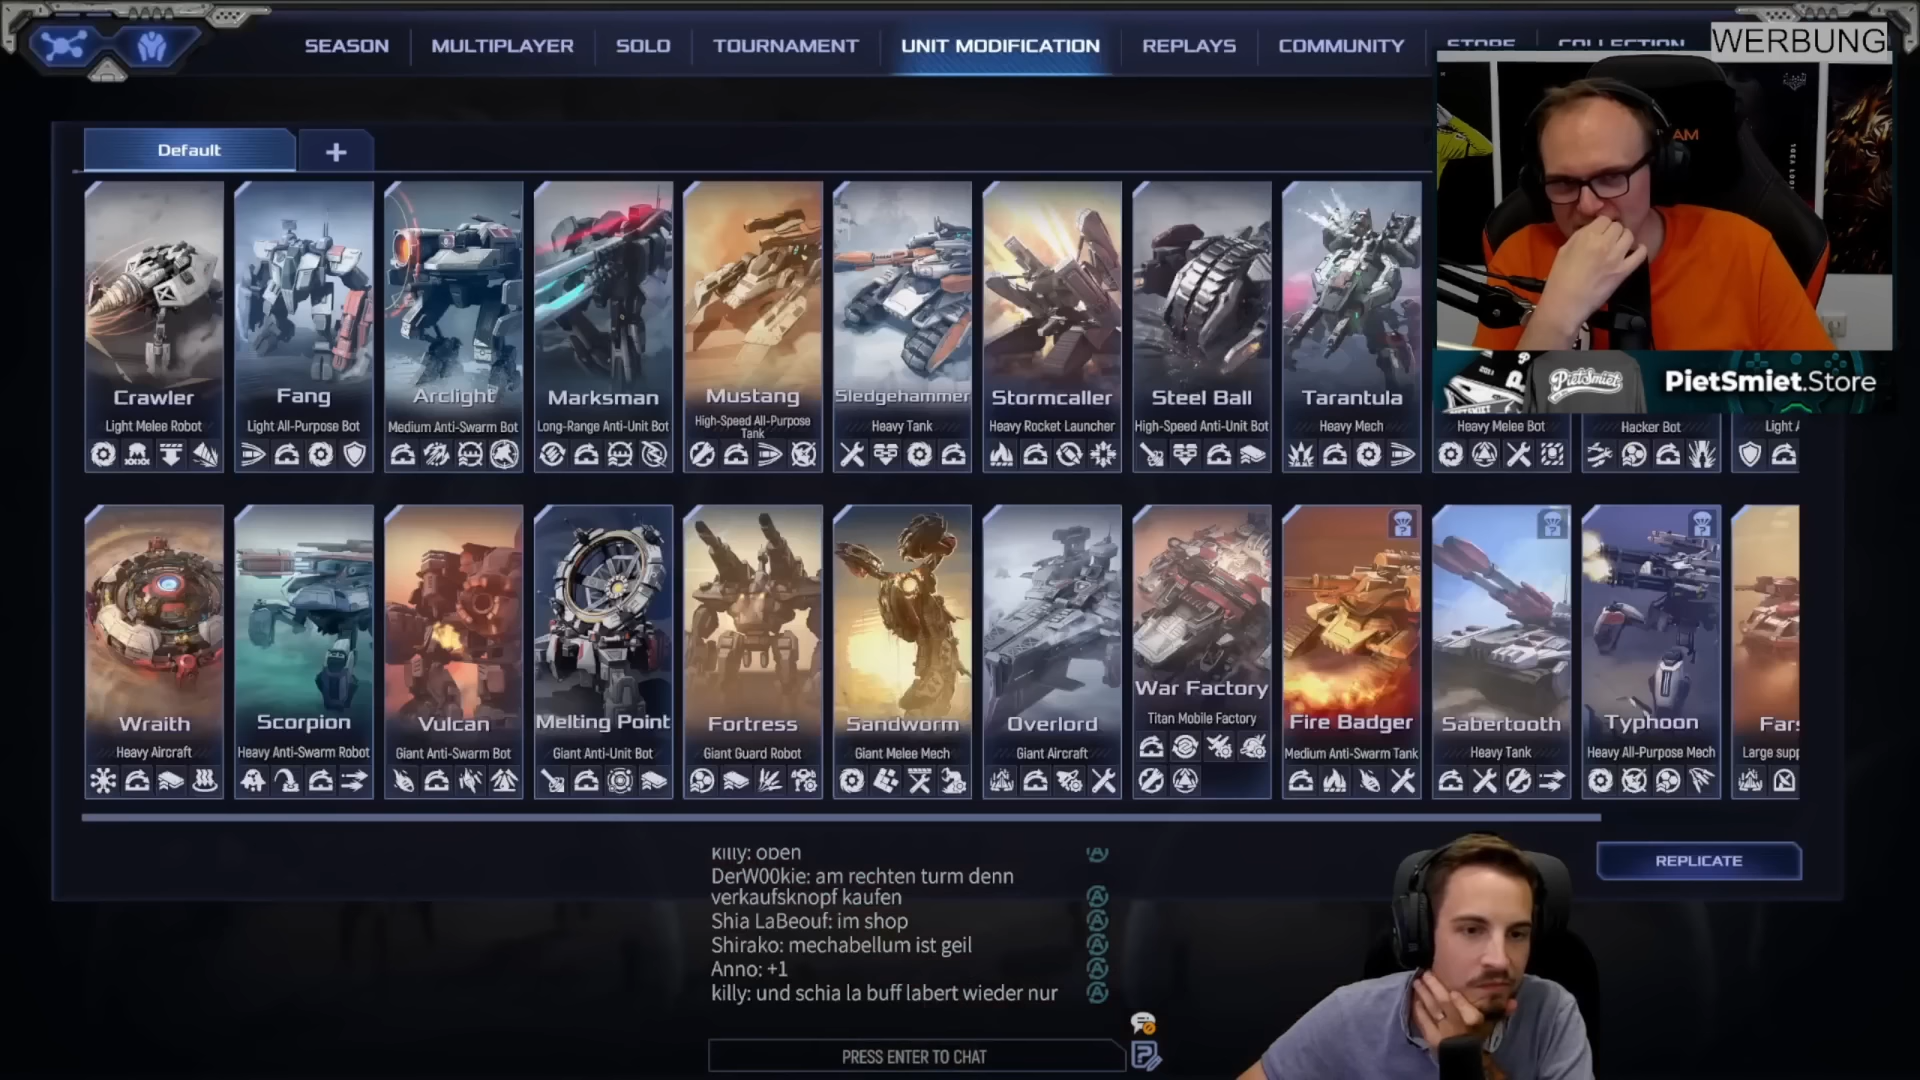 SEASON
MULTIPLAYER
SOLO
TOURNAMENT
UNIT MODIFICATION
REPLAYS
COMMUNITY
STORE
COLLECTION
WERBUNG
Default
+
AM
PietSmiet
PietSmiet.Store
Crawler
Light Melee Robot
Fang
Light All-Purpose Bot
Arclight
Medium Anti-Swarm Bot
Marksman
Long-Range Anti-Unit Bot
Mustang
High-Speed All-Purpose
Tank
Sledgehammer
Heavy Tank
Stormcaller
Heavy Rocket Launcher
Steel Ball
High-Speed Anti-Unit Bot
Tarantula
Heavy Mech
Heavy Melee Bot
Hacker Bot
Light
Wraith
Heavy Aircraft
Scorpion
Heavy Anti-Swarm Robot
Vulcan
Giant Anti-Swarm Bot
Melting Point
Giant Anti-Unit Bot
Fortress
Giant Guard Robot
Sandworm
Giant Melee Mech
Overlord
Giant Aircraft
War Factory
Titan Mobile Factory
Fire Badger
Medium Anti-Swarm Tank
Sabertooth
Heavy Tank
Typhoon
Heavy All-Purpose Mech
Large
killy: oben
DerW00kie: am rechten turm denn
verkaufsknopf kaufen
Shia LaBeouf: im shop
Shirako: mechabellum ist geil
Anno: +1
killy: und schia la buff labert wieder nur
PRESS ENTER TO CHAT
REPLICATE